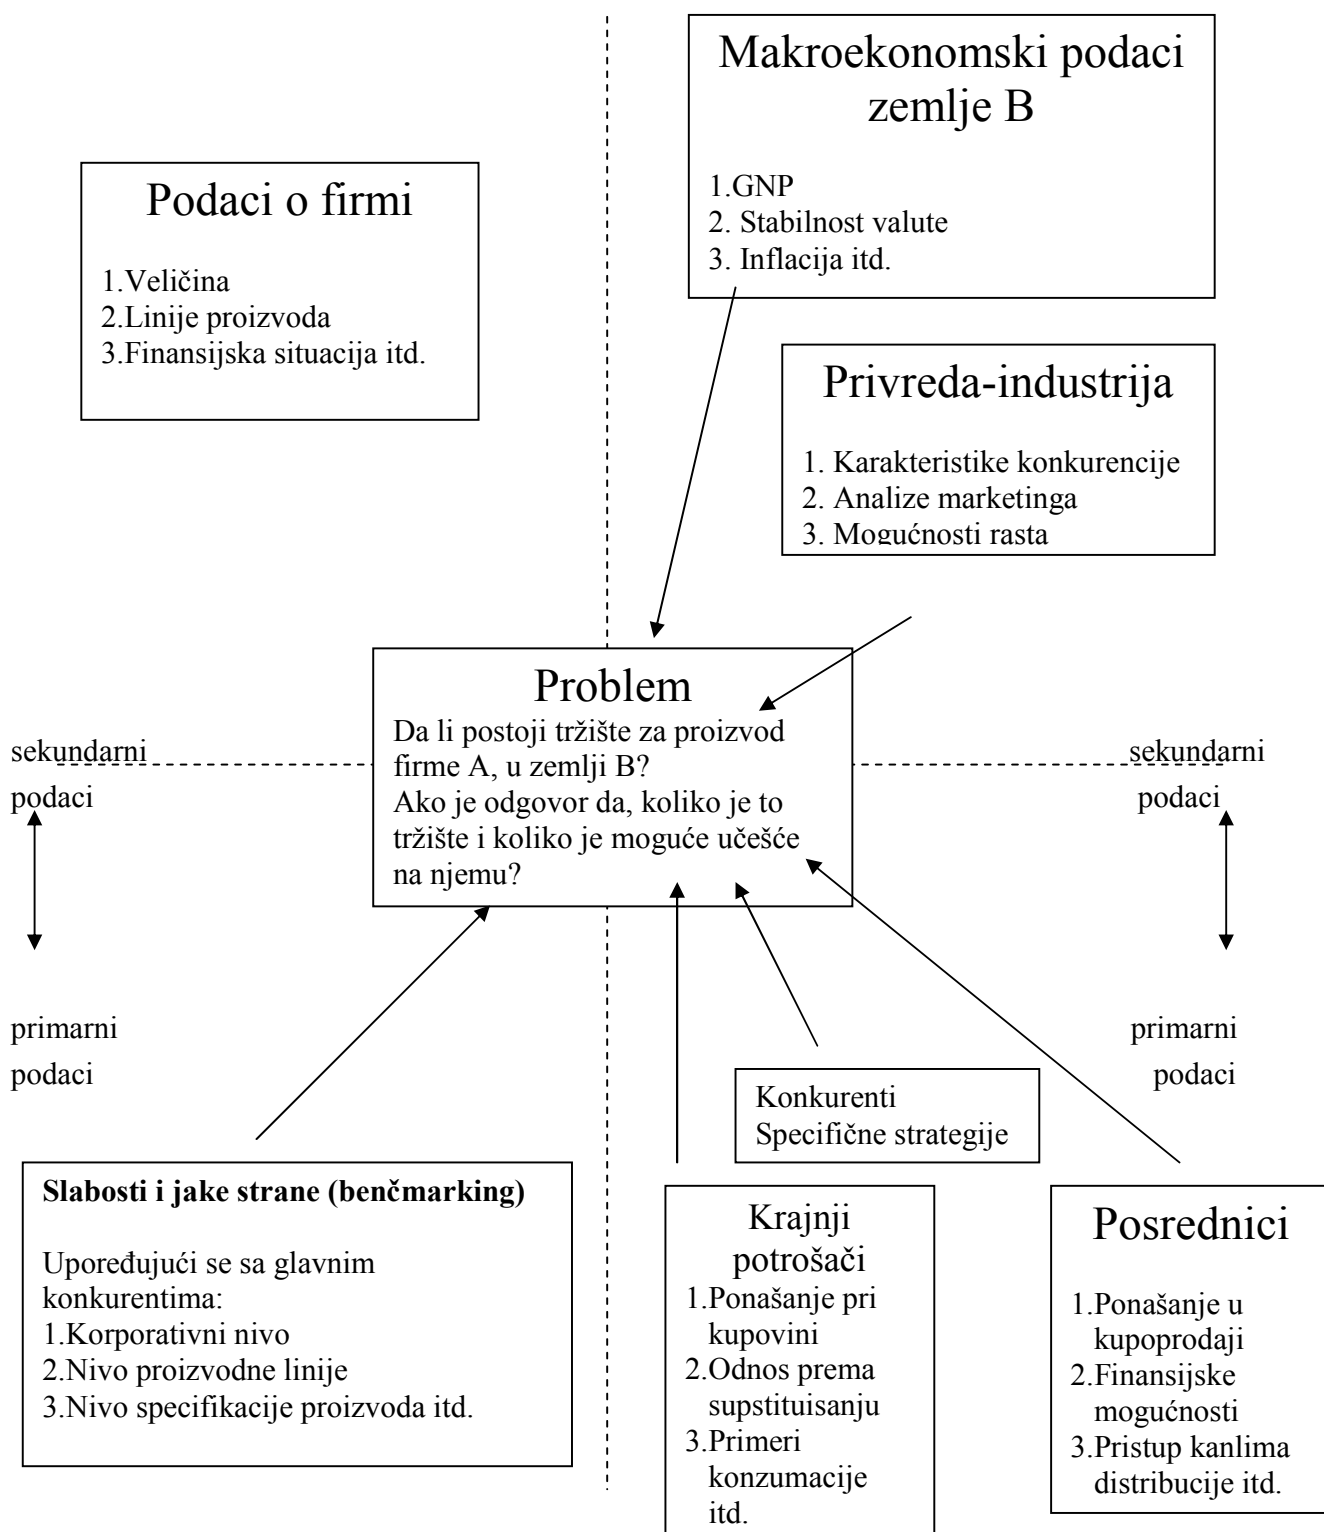 Makroekonomski podaci
zemlje B
1.GNP
2. Stabilnost valute
3. Inflacija itd.
Podaci o firmi
1.Veličina
2.Linije proizvoda
3.Finansijska situacija itd.
Privreda-industrija
1. Karakteristike konkurencije
2. Analize marketinga
3. Mogućnosti rasta
Problem
Da li postoji tržište za proizvod
firme A, u zemlji B?
Ako je odgovor da, koliko je to
tržište i koliko je moguće učešće
na njemu?
sekundarni
podaci
sekundarni
podaci
primarni
podaci
primarni
podaci
Konkurenti
Specifične strategije
Slabosti i jake strane (benčmarking)
Upoređujući se sa glavnim
konkurentima:
1.Korporativni nivo
2.Nivo proizvodne linije
3.Nivo specifikacije proizvoda itd.
Krajnji
potrošači
1.Ponašanje pri
kupovini
2.Odnos prema
supstituisanju
3.Primeri
konzumacije
itd.
Posrednici
1.Ponašanje u
kupoprodaji
2.Finansijske
mogućnosti
3.Pristup kanlima
distribucije itd.